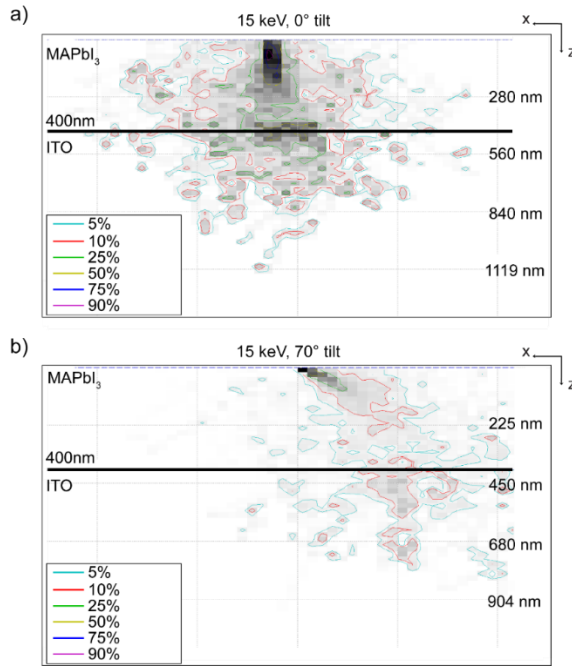 a)
15 keV, 0° tilt
x
z
MAPbI₃
280 nm
400nm
ITO
560 nm
840 nm
1119 nm
5%
10%
25%
50%
75%
90%
b)
15 keV, 70° tilt
x
z
MAPbI₃
225 nm
400nm
ITO
450 nm
680 nm
904 nm
5%
10%
25%
50%
75%
90%